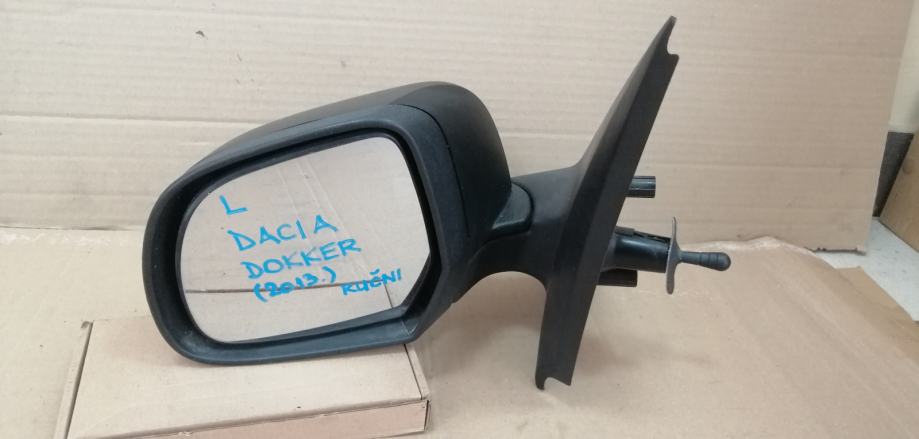 L
DACIA
DOKKER
(2013.)
RUČNI